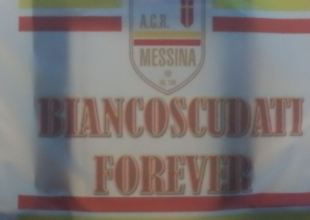 A.C.R.
MESSINA
BIANCOSCUDATI
FOREVER